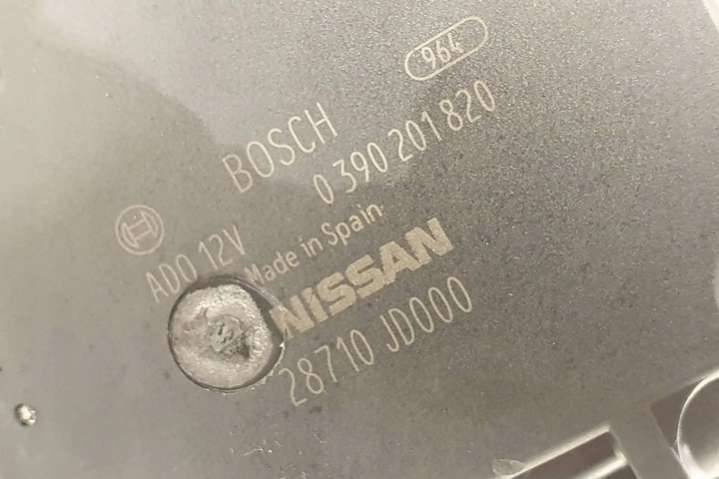 964
BOSCH
0 390 201 820
ADO 12V
Made in Spain
NISSAN
28710 JD000